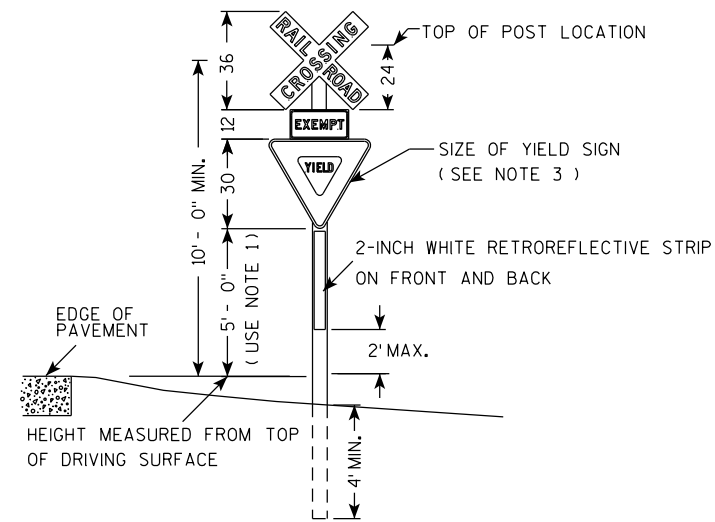 RAIL CROSSING ROAD
TOP OF POST LOCATION
36
24
12
EXEMPT
YIELD
SIZE OF YIELD SIGN
( SEE NOTE 3 )
30
10' - 0" MIN.
5' - 0"
( USE NOTE 1 )
2-INCH WHITE RETROREFLECTIVE STRIP
ON FRONT AND BACK
EDGE OF
PAVEMENT
2' MAX.
HEIGHT MEASURED FROM TOP
OF DRIVING SURFACE
4' MIN.